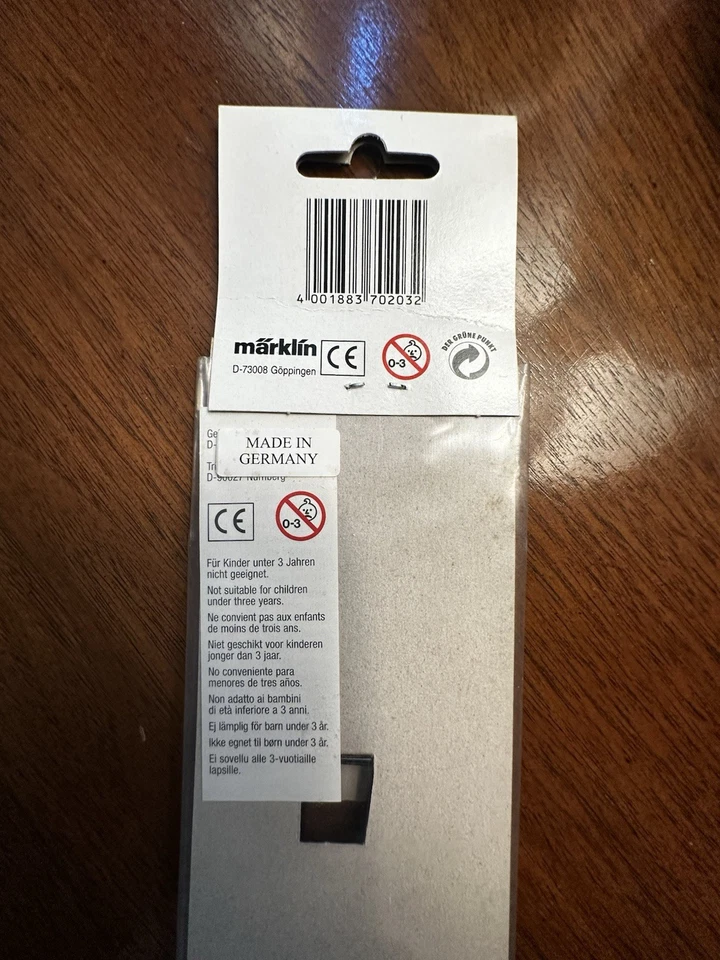 4 001883 702032
märklín
D-73008 Göppingen
CE
0-3
DER GRÜNE PUNKT
MADE IN
GERMANY
D-
CE
0-3
Für Kinder unter 3 Jahren
nicht geeignet.
Not suitable for children
under three years.
Ne convient pas aux enfants
de moins de trois ans.
Niet geschikt voor kinderen
jonger dan 3 jaar.
No conveniente para
menores de tres años.
Non adatto ai bambini
di età inferiore a 3 anni.
Ej lämplig för barn under 3 år.
Ikke egnet til børn under 3 år.
Ei sovellu alle 3-vuotiaille
lapsille.